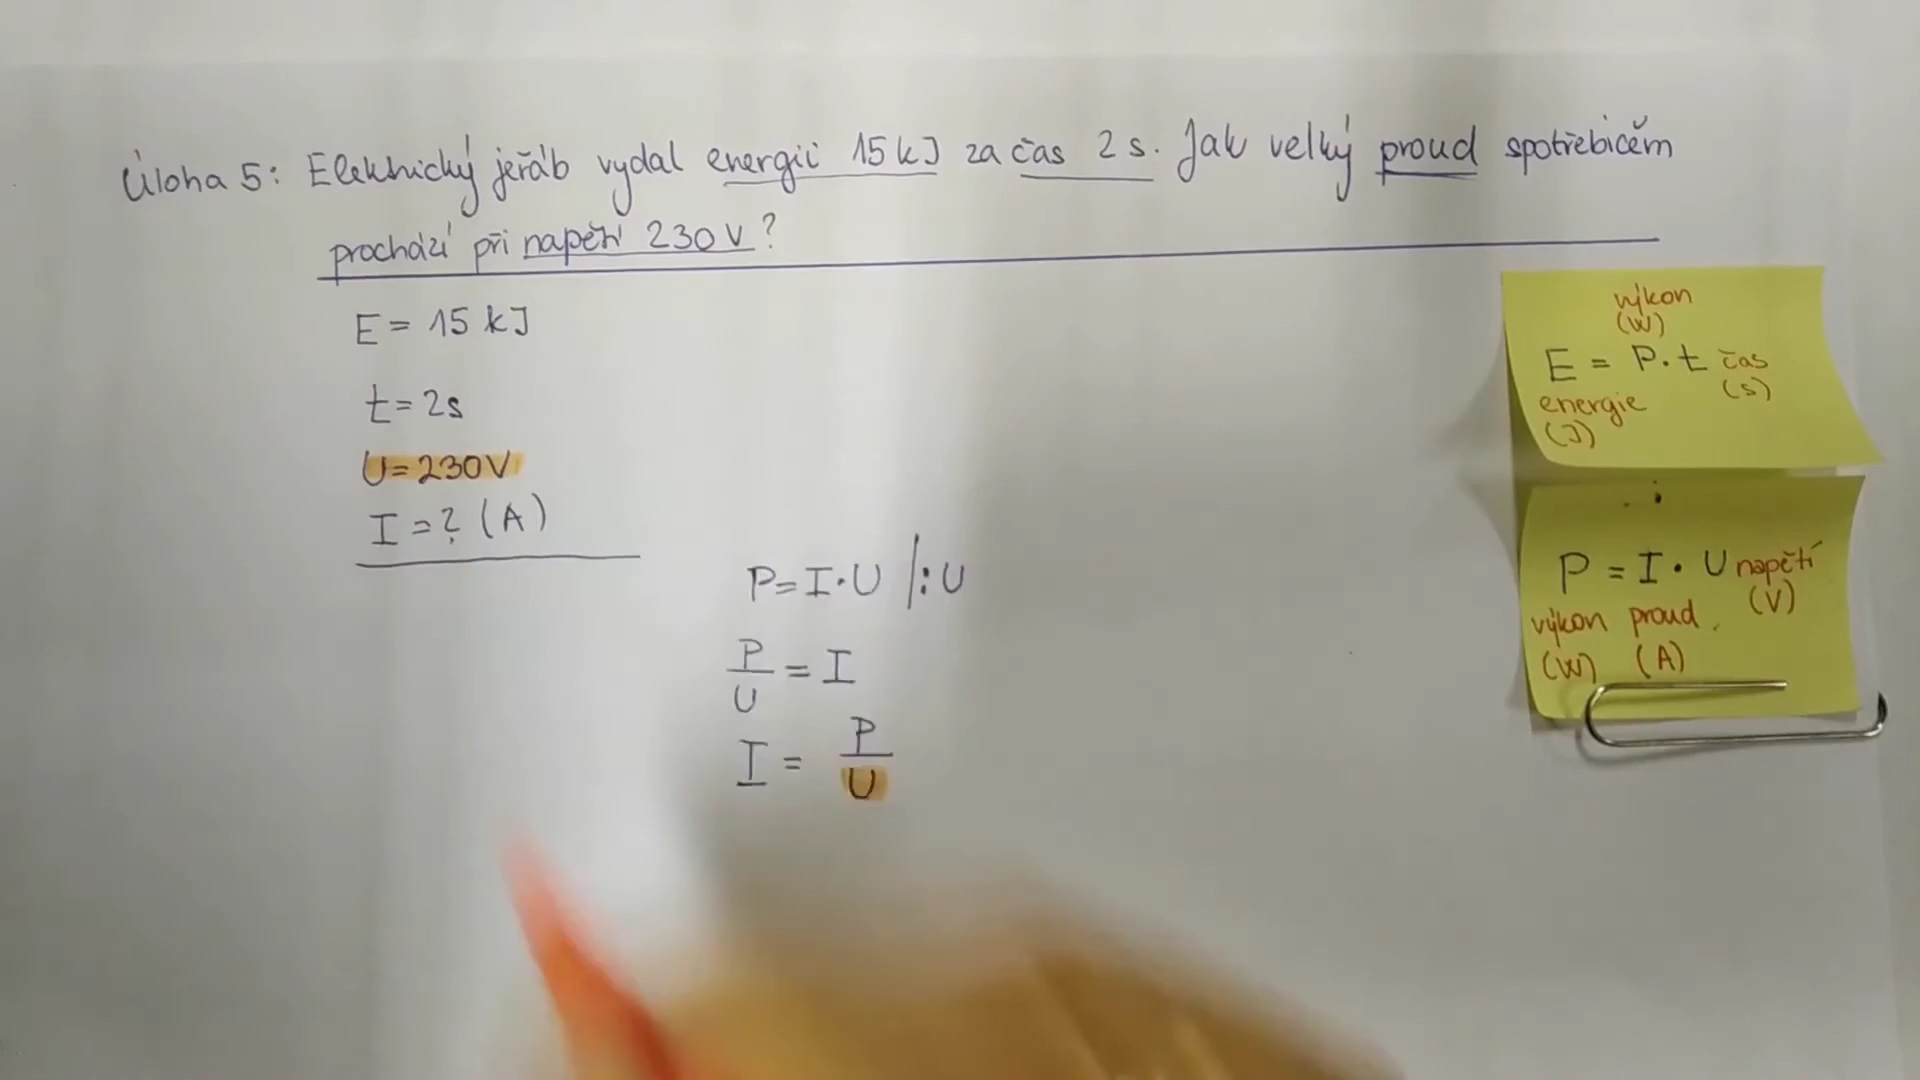 Úloha 5: Elektrický jeřáb vydal energii 15 kJ za čas 2 s. Jak velký proud spotřebičem
prochází při napětí 230 V?
E = 15 kJ
t = 2s
U = 230V
I = ? (A)
P = I · U /: U
P/U = I
I = P/U
výkon
(W)
E = P · t čas
energie (s)
(J)
P = I · U napětí
výkon proud (V)
(W) (A)